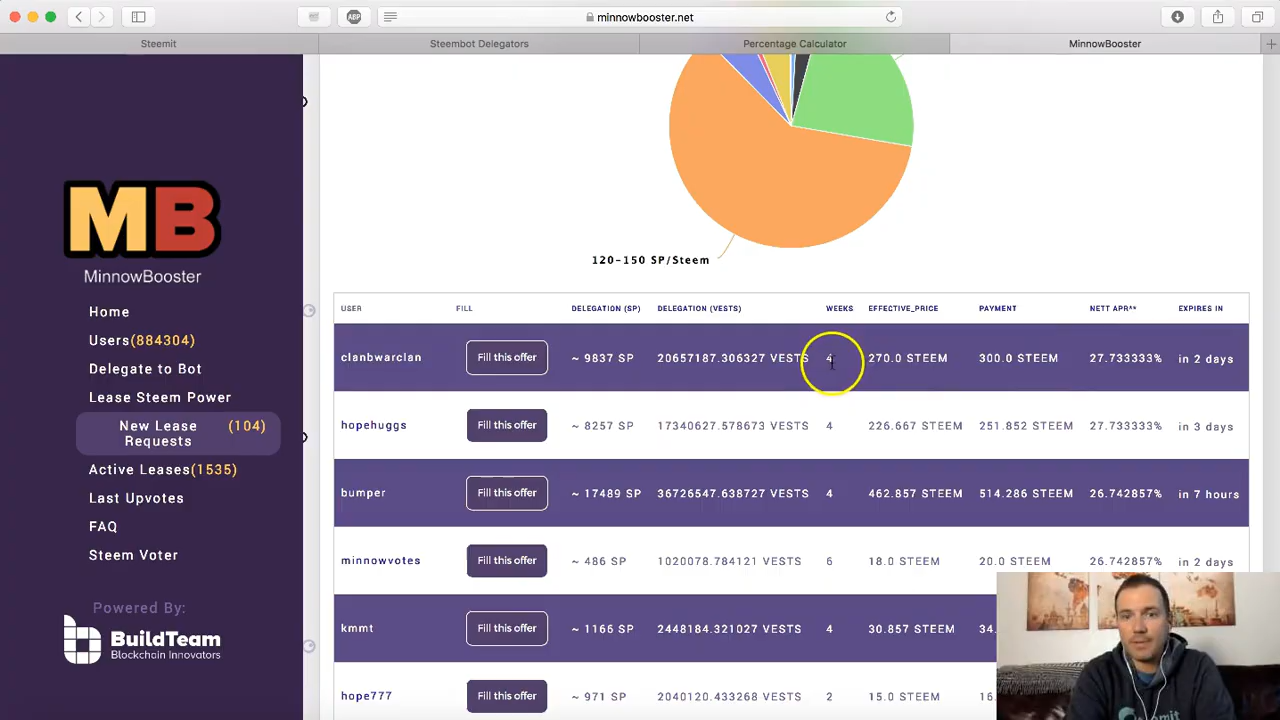 minnowbooster.net
ABP
Steemit
Steembot Delegators
Percentage Calculator
MinnowBooster
MB
MinnowBooster
Home
Users(884304)
Delegate to Bot
Lease Steem Power
New Lease Requests (104)
Active Leases(1535)
Last Upvotes
FAQ
Steem Voter
Powered By:
BuildTeam
Blockchain Innovators
120-150 SP/Steem
USER FILL DELEGATION (SP) DELEGATION (VESTS) WEEKS EFFECTIVE_PRICE PAYMENT NETT APR^^ EXPIRES IN
clanbwarclan Fill this offer ~ 9837 SP 20657187.306327 VESTS 4 270.0 STEEM 300.0 STEEM 27.733333% in 2 days
hopehuggs Fill this offer ~ 8257 SP 17340627.578673 VESTS 4 226.667 STEEM 251.852 STEEM 27.733333% in 3 days
bumper Fill this offer ~ 17489 SP 36726547.638727 VESTS 4 462.857 STEEM 514.286 STEEM 26.742857% in 7 hours
minnowvotes Fill this offer ~ 486 SP 1020078.784121 VESTS 6 18.0 STEEM 20.0 STEEM 26.742857% in 2 days
kmmt Fill this offer ~ 1166 SP 2448184.321027 VESTS 4 30.857 STEEM 34.
hope777 Fill this offer ~ 971 SP 2040120.433268 VESTS 2 15.0 STEEM 16